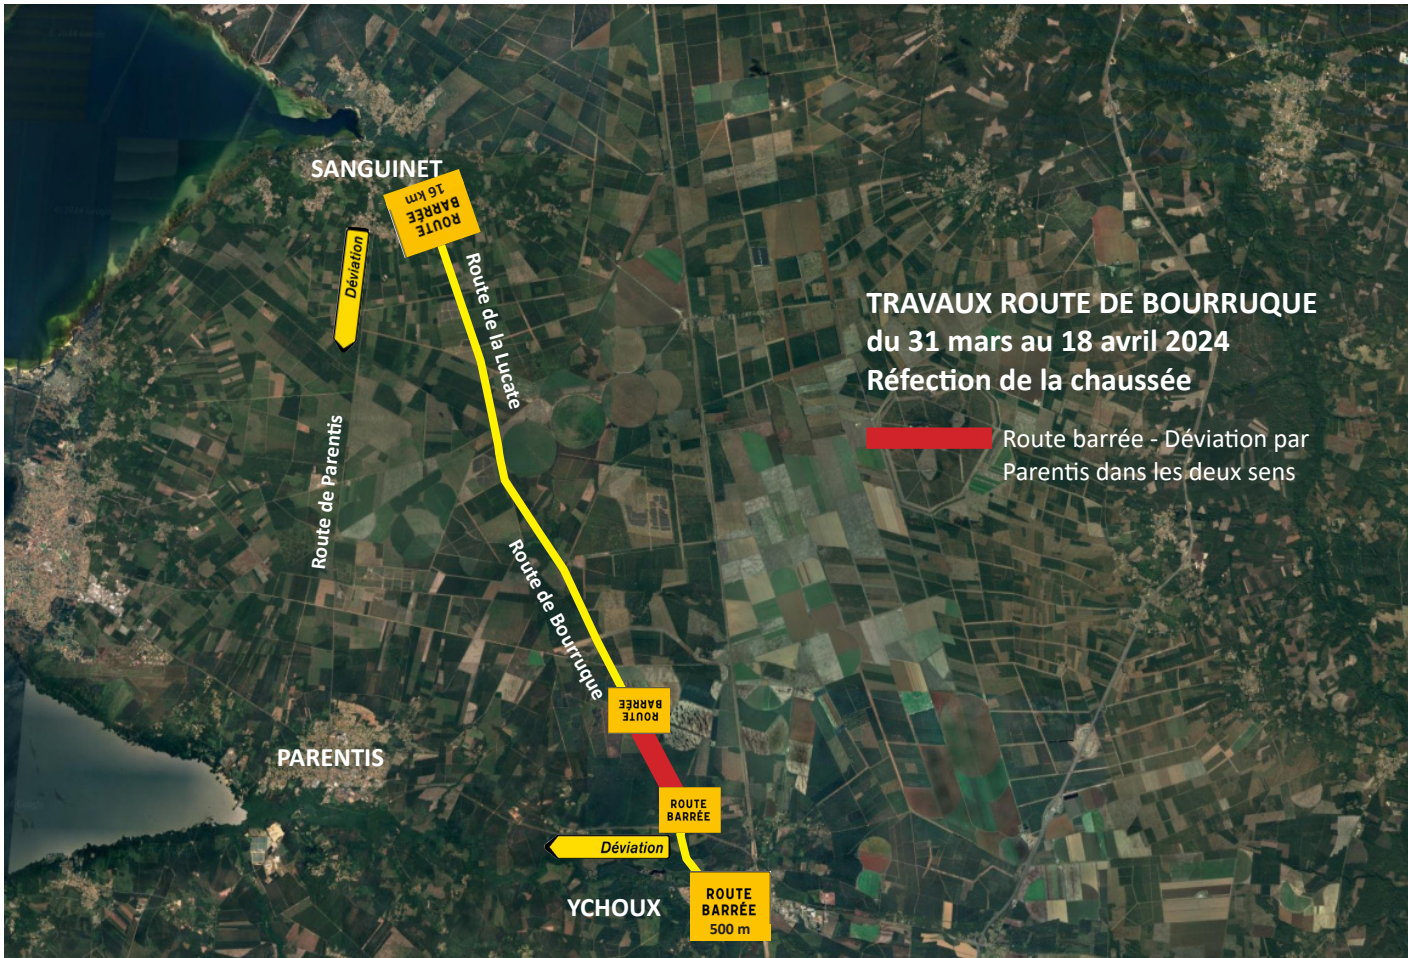 SANGUINET
ROUTE
BARRÉE
16 km
Déviation
Route de la Lucate
TRAVAUX ROUTE DE BOURRUQUE
du 31 mars au 18 avril 2024
Réfection de la chaussée
Route barrée - Déviation par
Parentis dans les deux sens
Route de Parentis
Route de Bourruque
ROUTE
BARRÉE
PARENTIS
ROUTE
BARRÉE
Déviation
YCHOUX
ROUTE
BARRÉE
500 m